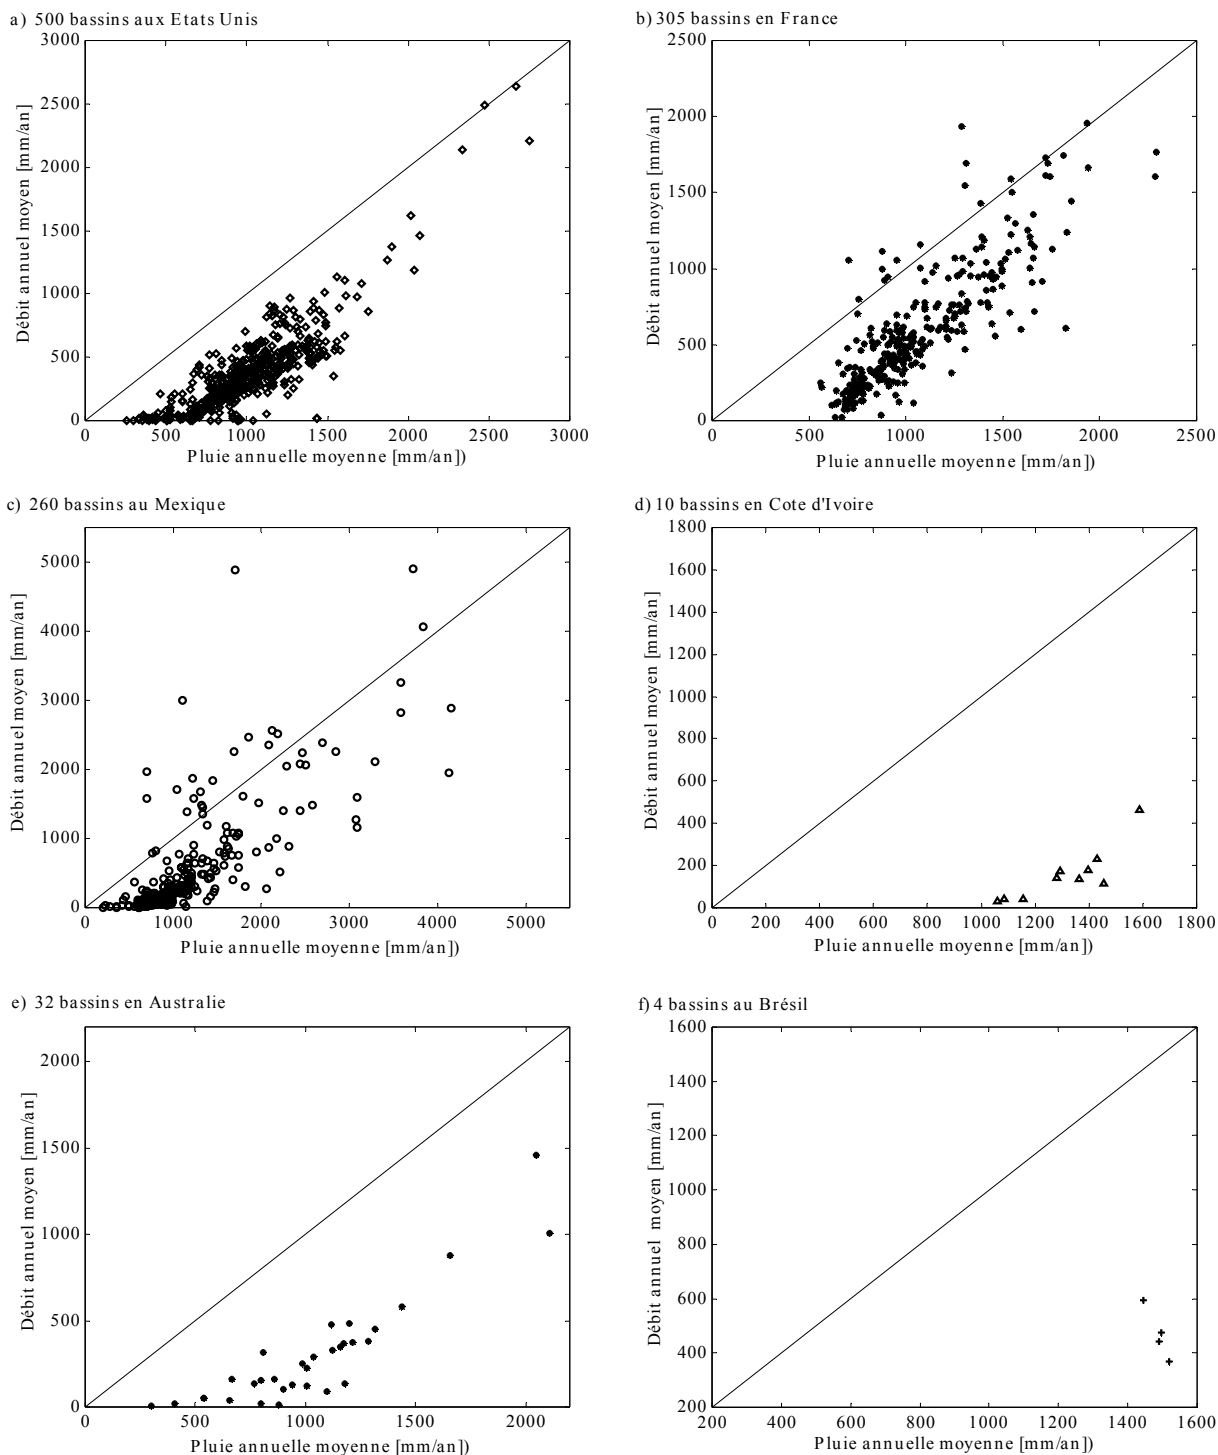 a) 500 bassins aux Etats Unis
3000
2500
2000
1500
1000
500
0
Débit annuel moyen [mm/an]
0 500 1000 1500 2000 2500 3000
Pluie annuelle moyenne [mm/an])
b) 305 bassins en France
2500
2000
1500
1000
500
0
Débit annuel moyen [mm/an]
0 500 1000 1500 2000 2500
Pluie annuelle moyenne [mm/an])
c) 260 bassins au Mexique
5000
4000
3000
2000
1000
0
Débit annuel moyen [mm/an]
0 1000 2000 3000 4000 5000
Pluie annuelle moyenne [mm/an])
d) 10 bassins en Cote d'Ivoire
1800
1600
1400
1200
1000
800
600
400
200
0
Débit annuel moyen [mm/an]
0 200 400 600 800 1000 1200 1400 1600 1800
Pluie annuelle moyenne [mm/an])
e) 32 bassins en Australie
2000
1500
1000
500
0
Débit annuel moyen [mm/an]
0 500 1000 1500 2000
Pluie annuelle moyenne [mm/an])
f) 4 bassins au Brésil
1600
1400
1200
1000
800
600
400
200
Débit annuel moyen [mm/an]
200 400 600 800 1000 1200 1400 1600
Pluie annuelle moyenne [mm/an])